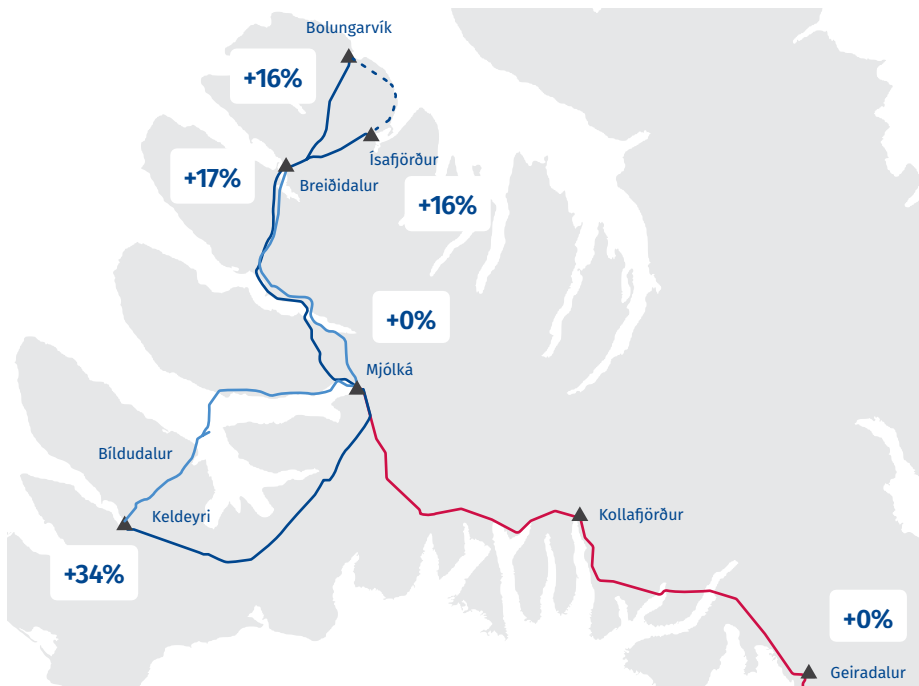 Bolungarvík
+16%
Ísafjörður
+17%
Breiðidalur
+16%
+0%
Mjólká
Bíldudalur
Keldeyri
Kollafjörður
+34%
+0%
Geiradalur